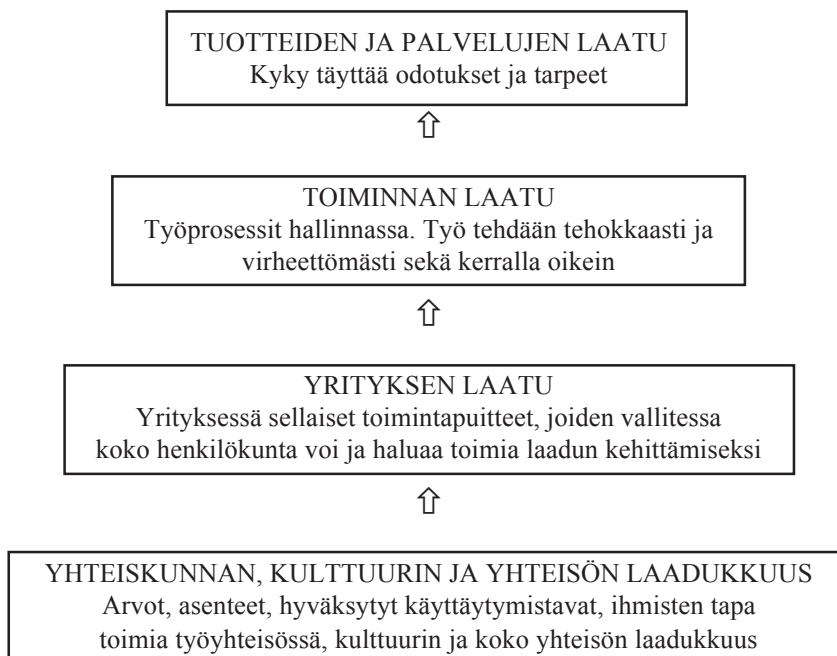 TUOTTEIDEN JA PALVELUJEN LAATU
Kyky täyttää odotukset ja tarpeet
TOIMINNAN LAATU
Työprosessit hallinnassa. Työ tehdään tehokkaasti ja
virheettömästi sekä kerralla oikein
YRITYKSEN LAATU
Yrityksessä sellaiset toimintapuitteet, joiden vallitessa
koko henkilökunta voi ja haluaa toimia laadun kehittämiseksi
YHTEISKUNNAN, KULTTUURIN JA YHTEISÖN LAADUKKUUS
Arvot, asenteet, hyväksytyt käyttäytymistavat, ihmisten tapa
toimia työyhteisössä, kulttuurin ja koko yhteisön laadukkuus